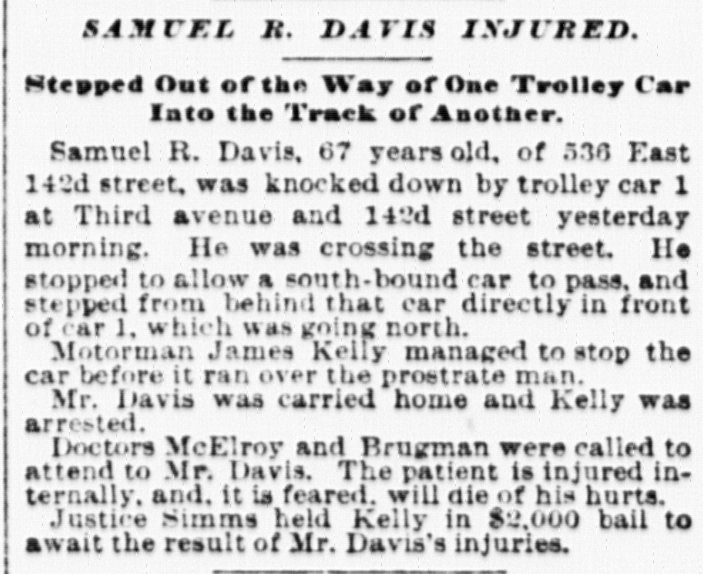 SAMUEL R. DAVIS INJURED.
Stepped Out of the Way of One Trolley Car
Into the Track of Another.
Samuel R. Davis, 67 years old, of 536 East
142d street, was knocked down by trolley car 1
at Third avenue and 142d street yesterday
morning. He was crossing the street. He
stopped to allow a south-bound car to pass, and
stepped from behind that car directly in front
of car 1, which was going north.
Motorman James Kelly managed to stop the
car before it ran over the prostrate man.
Mr. Davis was carried home and Kelly was
arrested.
Doctors McElroy and Brugman were called to
attend to Mr. Davis. The patient is injured in-
ternally, and, it is feared, will die of his hurts.
Justice Simms held Kelly in $2,000 bail to
await the result of Mr. Davis's injuries.